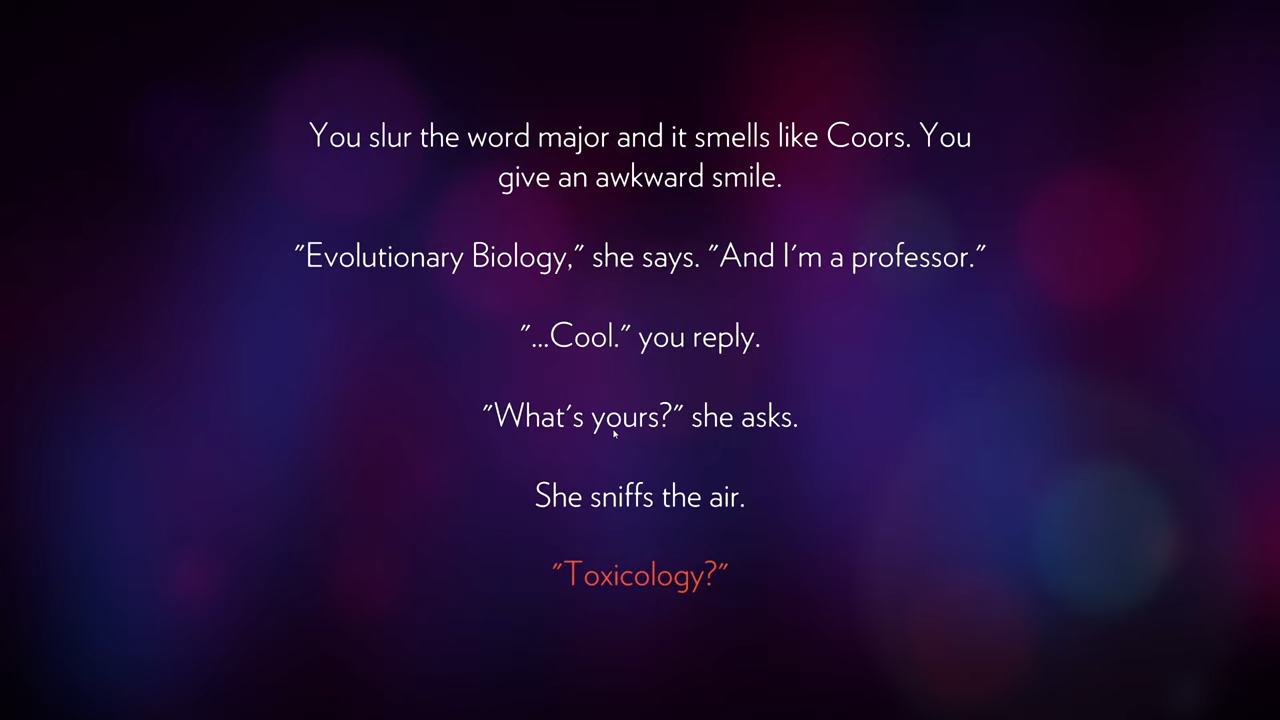 You slur the word major and it smells like Coors. You
give an awkward smile.
"Evolutionary Biology," she says. "And I'm a professor."
"...Cool." you reply.
"What's yours?" she asks.
She sniffs the air.
"Toxicology?"